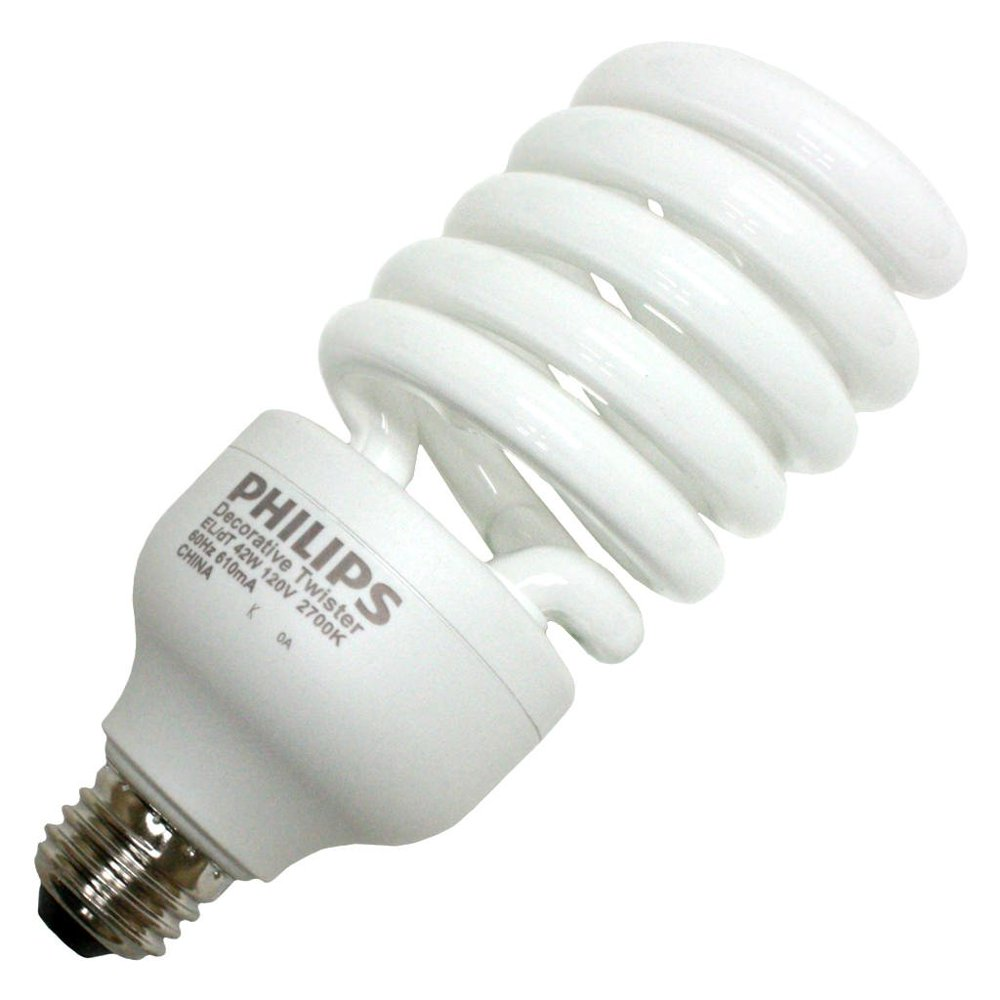 PHILIPS
Decorative Twister
EL/dT 42W 120V 2700K
60Hz 610mA
CHINA
K 0A